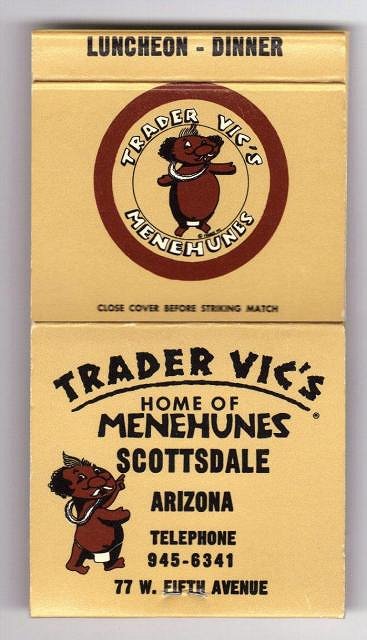 LUNCHEON - DINNER
TRADER VIC'S
MENEHUNES
CLOSE COVER BEFORE STRIKING MATCH
TRADER VIC'S
HOME OF
MENEHUNES ®
SCOTTSDALE
ARIZONA
TELEPHONE
945-6341
77 W. FIFTH AVENUE